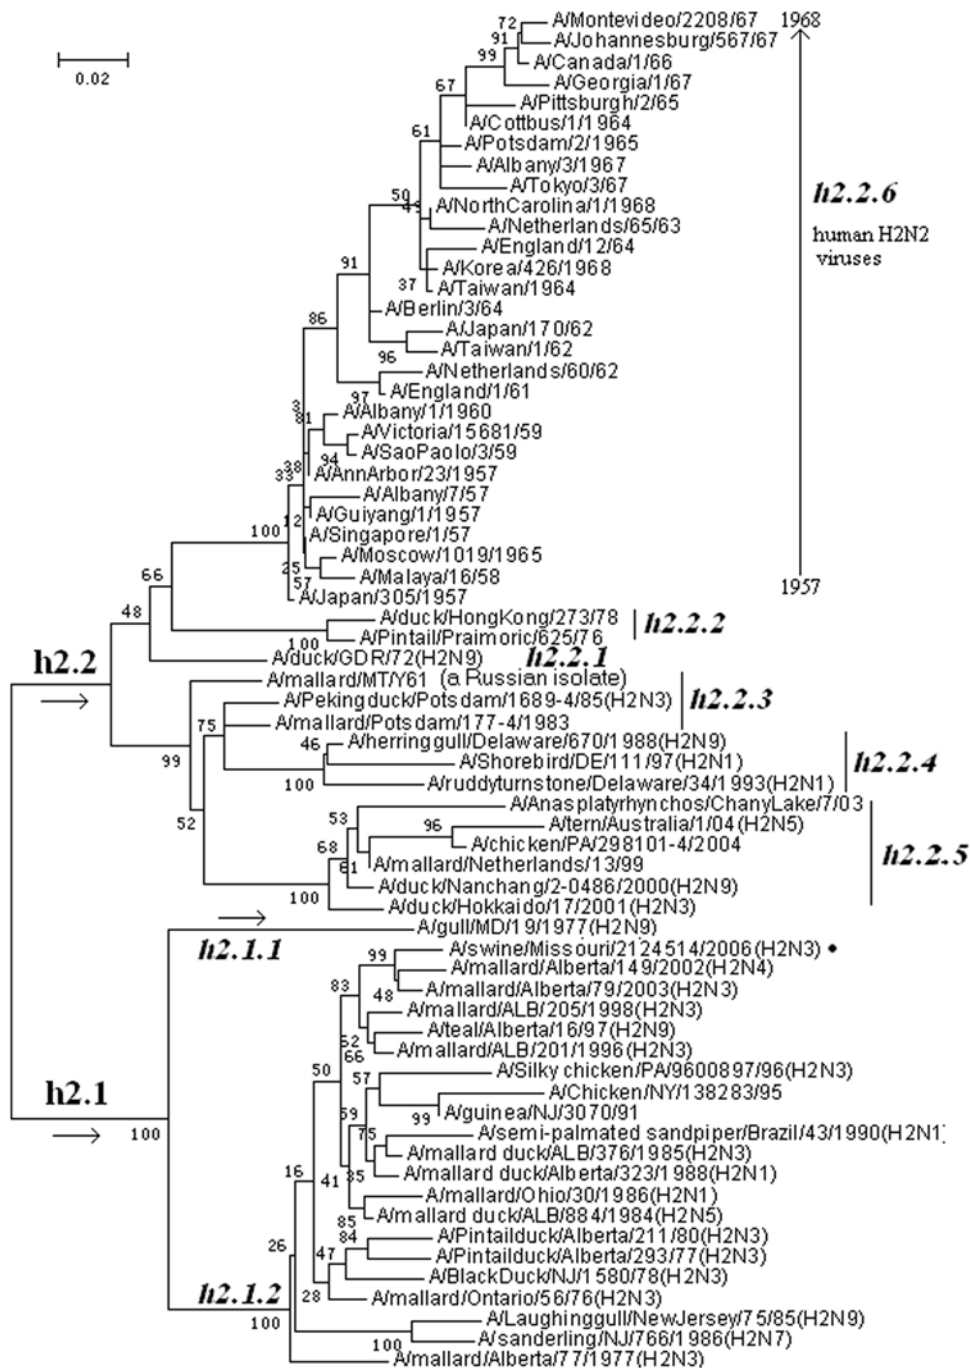 72 A/Montevideo/2208/67 1968
91 A/Johannesburg/567/67
0.02
99 A/Canada/1/66
A/Georgia/1/67
67 A/Pittsburgh/2/65
A/Cottbus/1/1964
61 A/Potsdam/2/1965
A/Albany/3/1967
A/Tokyo/3/67
h2.2.6
50 A/NorthCarolina/1/1968
A/Netherlands/65/63
human H2N2
viruses
A/England/12/64
91 A/Korea/426/1968
37 A/Taiwan/1964
A/Berlin/3/64
86 A/Japan/170/62
96 A/Taiwan/1/62
A/Netherlands/60/62
97 A/England/1/61
3
81 A/Albany/1/1960
A/Victoria/15681/59
94 A/SaoPaolo/3/59
38
33 A/AnnArbor/23/1957
A/Albany/7/57
12 A/Guiyang/1/1957
100 A/Singapore/1/57
A/Moscow/1019/1965
25 A/Malaya/16/58
57 1957
A/Japan/305/1957
66
48 A/duck/HongKong/273/78
h2.2.2
100 A/Pintail/Praimoric/625/76
h2.2 A/duck/GDR/72(H2N9) h2.2.1
A/mallard/MT/Y61 (a Russian isolate)
A/Pekingduck/Potsdam/1689-4/85(H2N3) h2.2.3
75 A/mallard/Potsdam/177-4/1983
99 46 A/herringgull/Delaware/670/1988(H2N9)
A/Shorebird/DE/111/97(H2N1) h2.2.4
100 A/ruddyturnstone/Delaware/34/1993(H2N1)
52 53 A/Anasplatyrhynchos/ChanyLake/7/03
96 A/tern/Australia/1/04(H2N5)
68 A/chicken/PA/298101-4/2004
h2.2.5
61 A/mallard/Netherlands/13/99
100 A/duck/Nanchang/2-0486/2000(H2N9)
A/duck/Hokkaido/17/2001(H2N3)
A/gull/MD/19/1977(H2N9)
h2.1.1
99 A/swine/Missouri/2124514/2006(H2N3) •
A/mallard/Alberta/149/2002(H2N4)
83 48 A/mallard/Alberta/79/2003(H2N3)
A/mallard/ALB/205/1998(H2N3)
A/teal/Alberta/16/97(H2N9)
52
66 A/mallard/ALB/201/1996(H2N3)
50 57 A/Silky chicken/PA/9600897/96(H2N3)
h2.1 A/Chicken/NY/138283/95
59 99 A/guinea/NJ/3070/91
100 75 A/semi-palmated sandpiper/Brazil/43/1990(H2N1)
A/mallard duck/ALB/376/1985(H2N3)
16 41 35 A/mallard duck/Alberta/323/1988(H2N1)
A/mallard/Ohio/30/1986(H2N1)
85 A/mallard duck/ALB/884/1984(H2N5)
84 A/Pintailduck/Alberta/211/80(H2N3)
26 47 A/Pintailduck/Alberta/293/77(H2N3)
A/BlackDuck/NJ/1580/78(H2N3)
h2.1.2 28 A/mallard/Ontario/56/76(H2N3)
100 A/Laughinggull/NewJersey/75/85(H2N9)
100 A/sanderling/NJ/766/1986(H2N7)
A/mallard/Alberta/77/1977(H2N3)